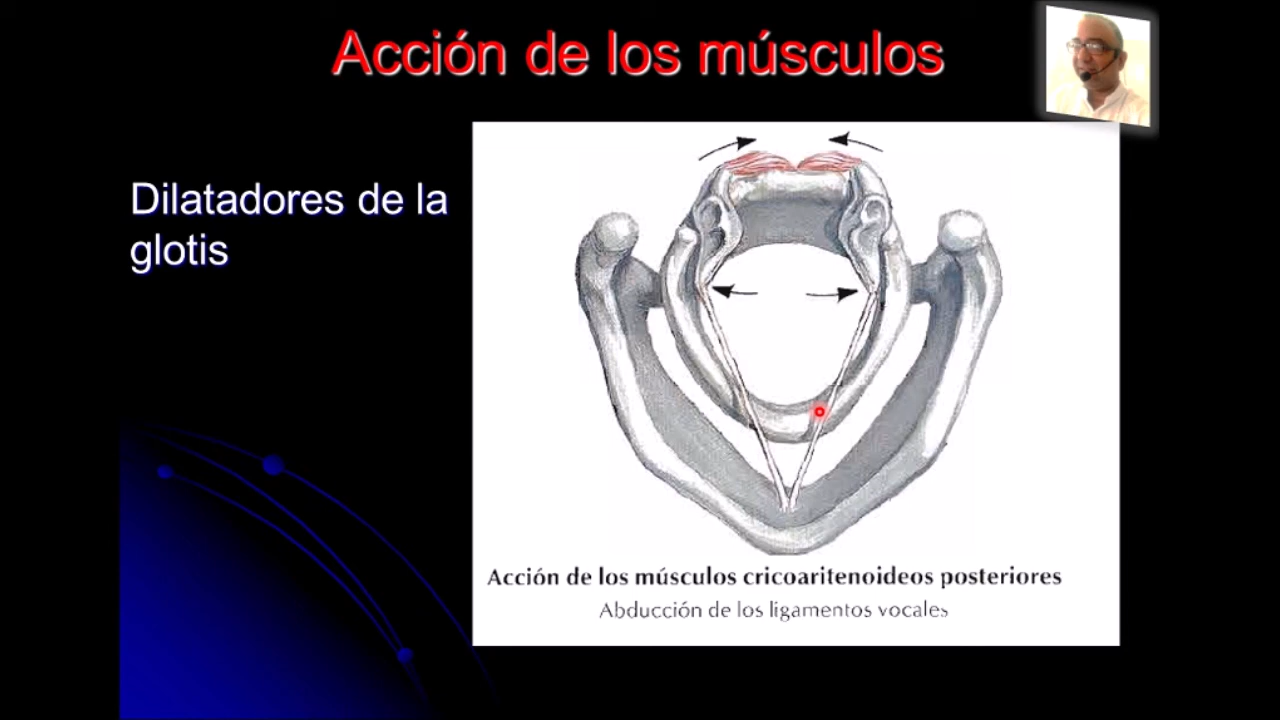 Acción de los músculos
Dilatadores de la
glotis
Acción de los músculos cricoaritenoideos posteriores
Abducción de los ligamentos vocales